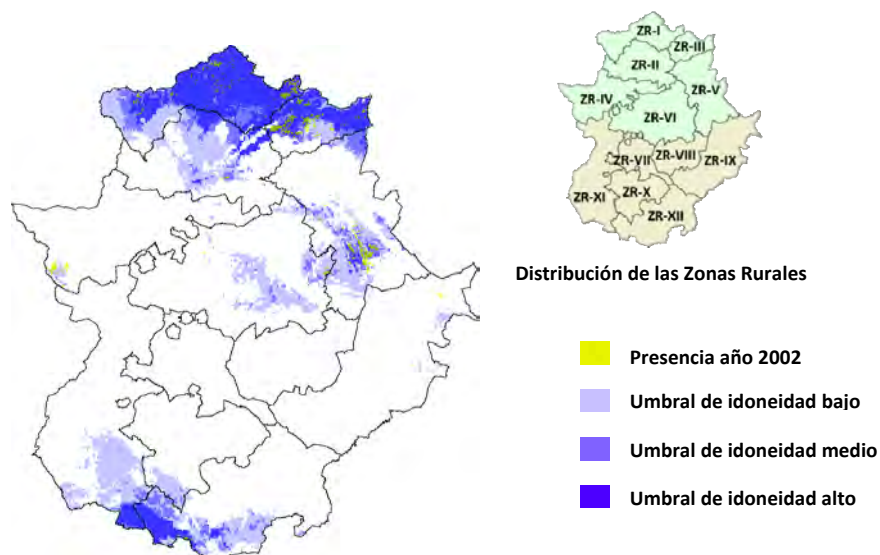 ZR-I
ZR-III
ZR-II
ZR-V
ZR-IV
ZR-VI
ZR-VII
ZR-VIII
ZR-IX
ZR-XI
ZR-X
ZR-XII
Distribución de las Zonas Rurales
Presencia año 2002
Umbral de idoneidad bajo
Umbral de idoneidad medio
Umbral de idoneidad alto